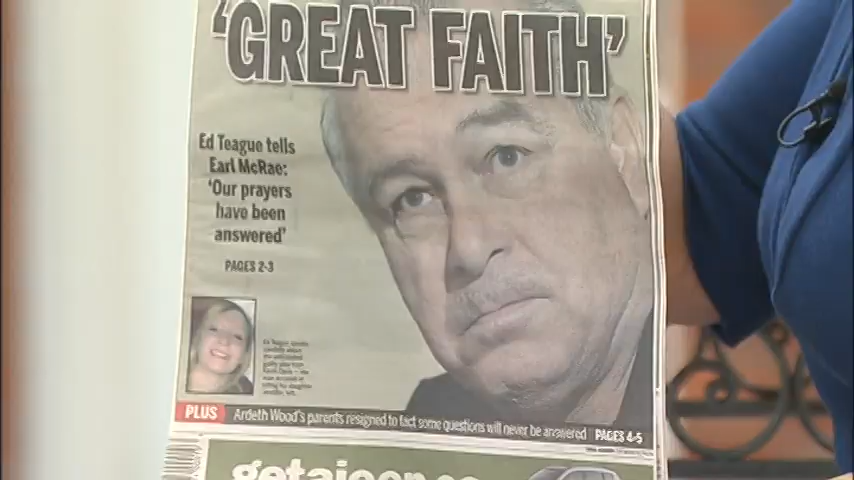 'GREAT FAITH'
Ed Teague tells
Earl McRae:
'Our prayers
have been
answered'
PAGES 2-3
PLUS Ardeth Wood's parents resigned to fact some questions will never be answered PAGES 4-5